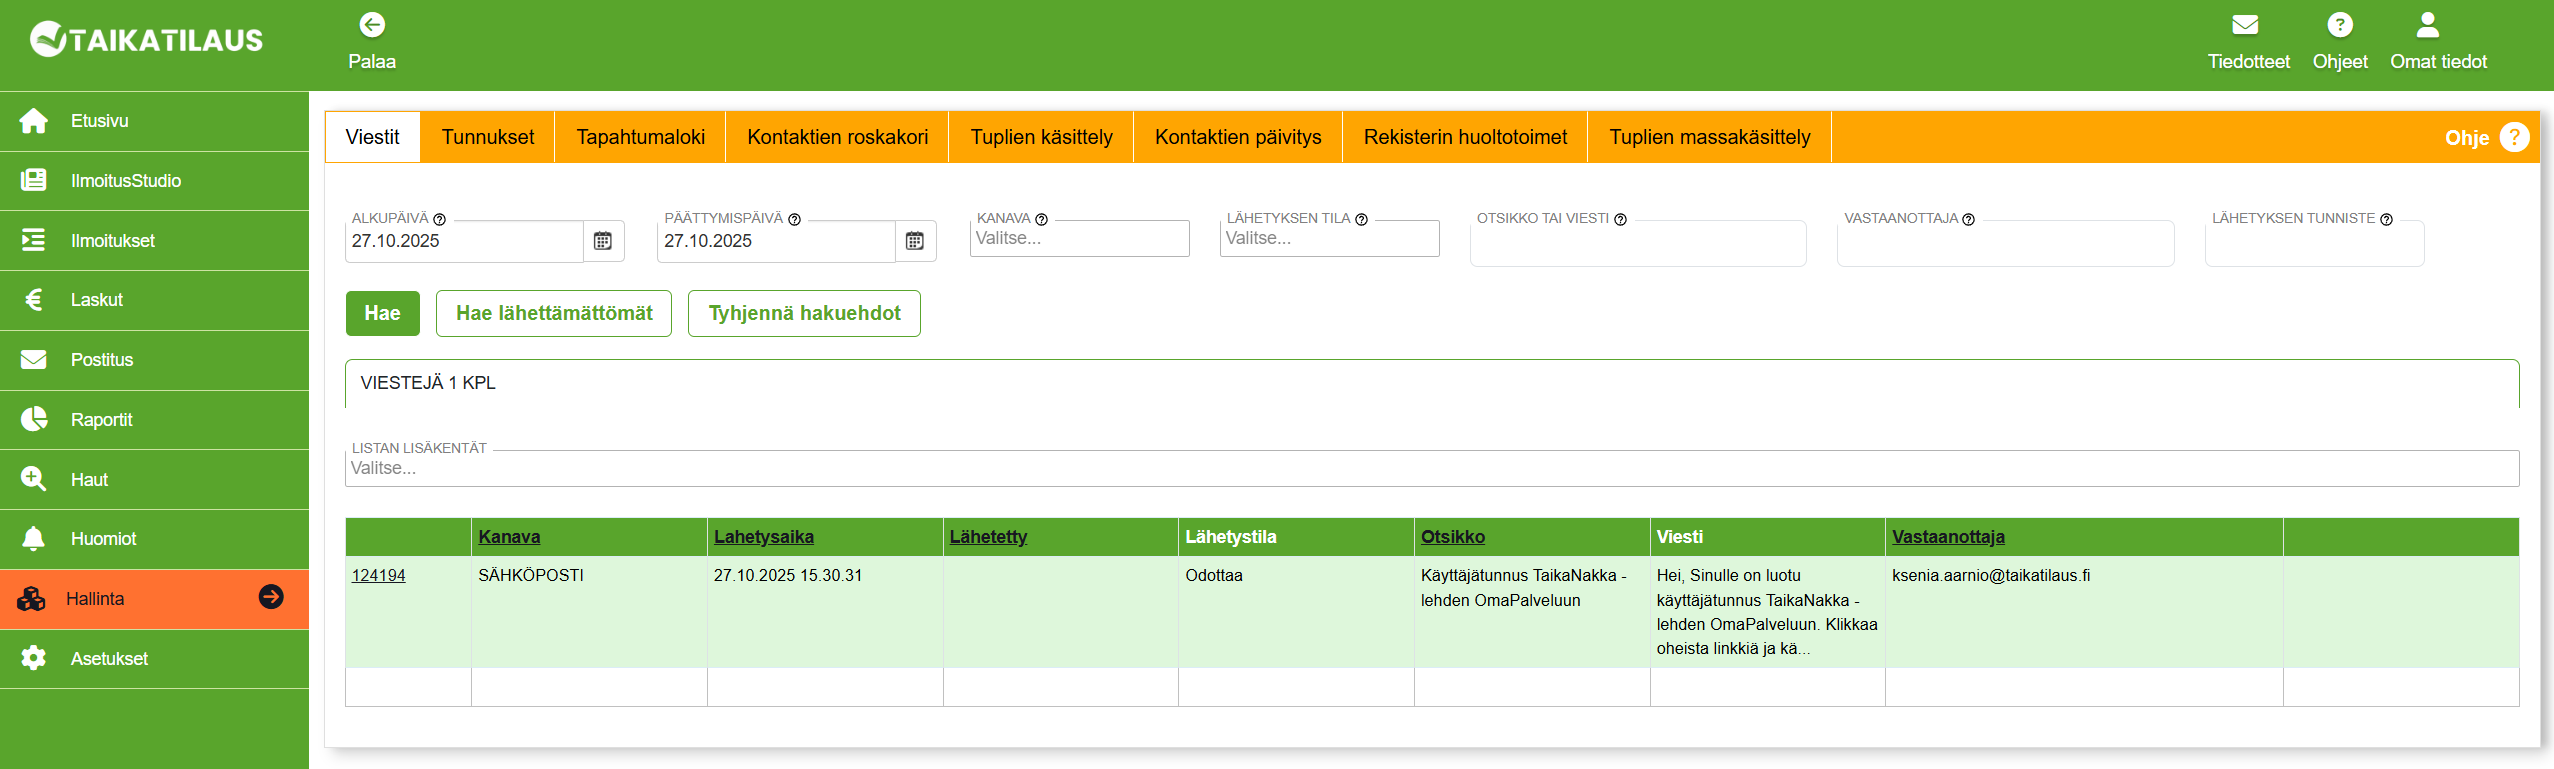 TAIKATILAUS
Palaa
Tiedotteet
Ohjeet
Omat tiedot
Etusivu
IlmoitusStudio
Ilmoitukset
Laskut
Postitus
Raportit
Haut
Huomiot
Hallinta
Asetukset
Viestit
Tunnukset
Tapahtumaloki
Kontaktien roskakori
Tuplien käsittely
Kontaktien päivitys
Rekisterin huoltotoimet
Tuplien massakäsittely
Ohje ?
ALKUPÄIVÄ
27.10.2025
PÄÄTTYMISPÄIVÄ
27.10.2025
KANAVA
Valitse...
LÄHETYKSEN TILA
Valitse...
OTSIKKO TAI VIESTI
VASTAANOTTAJA
LÄHETYKSEN TUNNISTE
Hae
Hae lähettämättömät
Tyhjennä hakuehdot
VIESTEJÄ 1 KPL
LISTAN LISÄKENTÄT
Valitse...
Kanava
Lahetysaika
Lähetetty
Lähetystila
Otsikko
Viesti
Vastaanottaja
124194
SÄHKÖPOSTI
27.10.2025 15.30.31
Odottaa
Käyttäjätunnus TaikaNakka -
lehden OmaPalveluun
Hei, Sinulle on luotu
käyttäjätunnus TaikaNakka -
lehden OmaPalveluun. Klikkaa
oheista linkkiä ja kä...
ksenia.aarnio@taikatilaus.fi